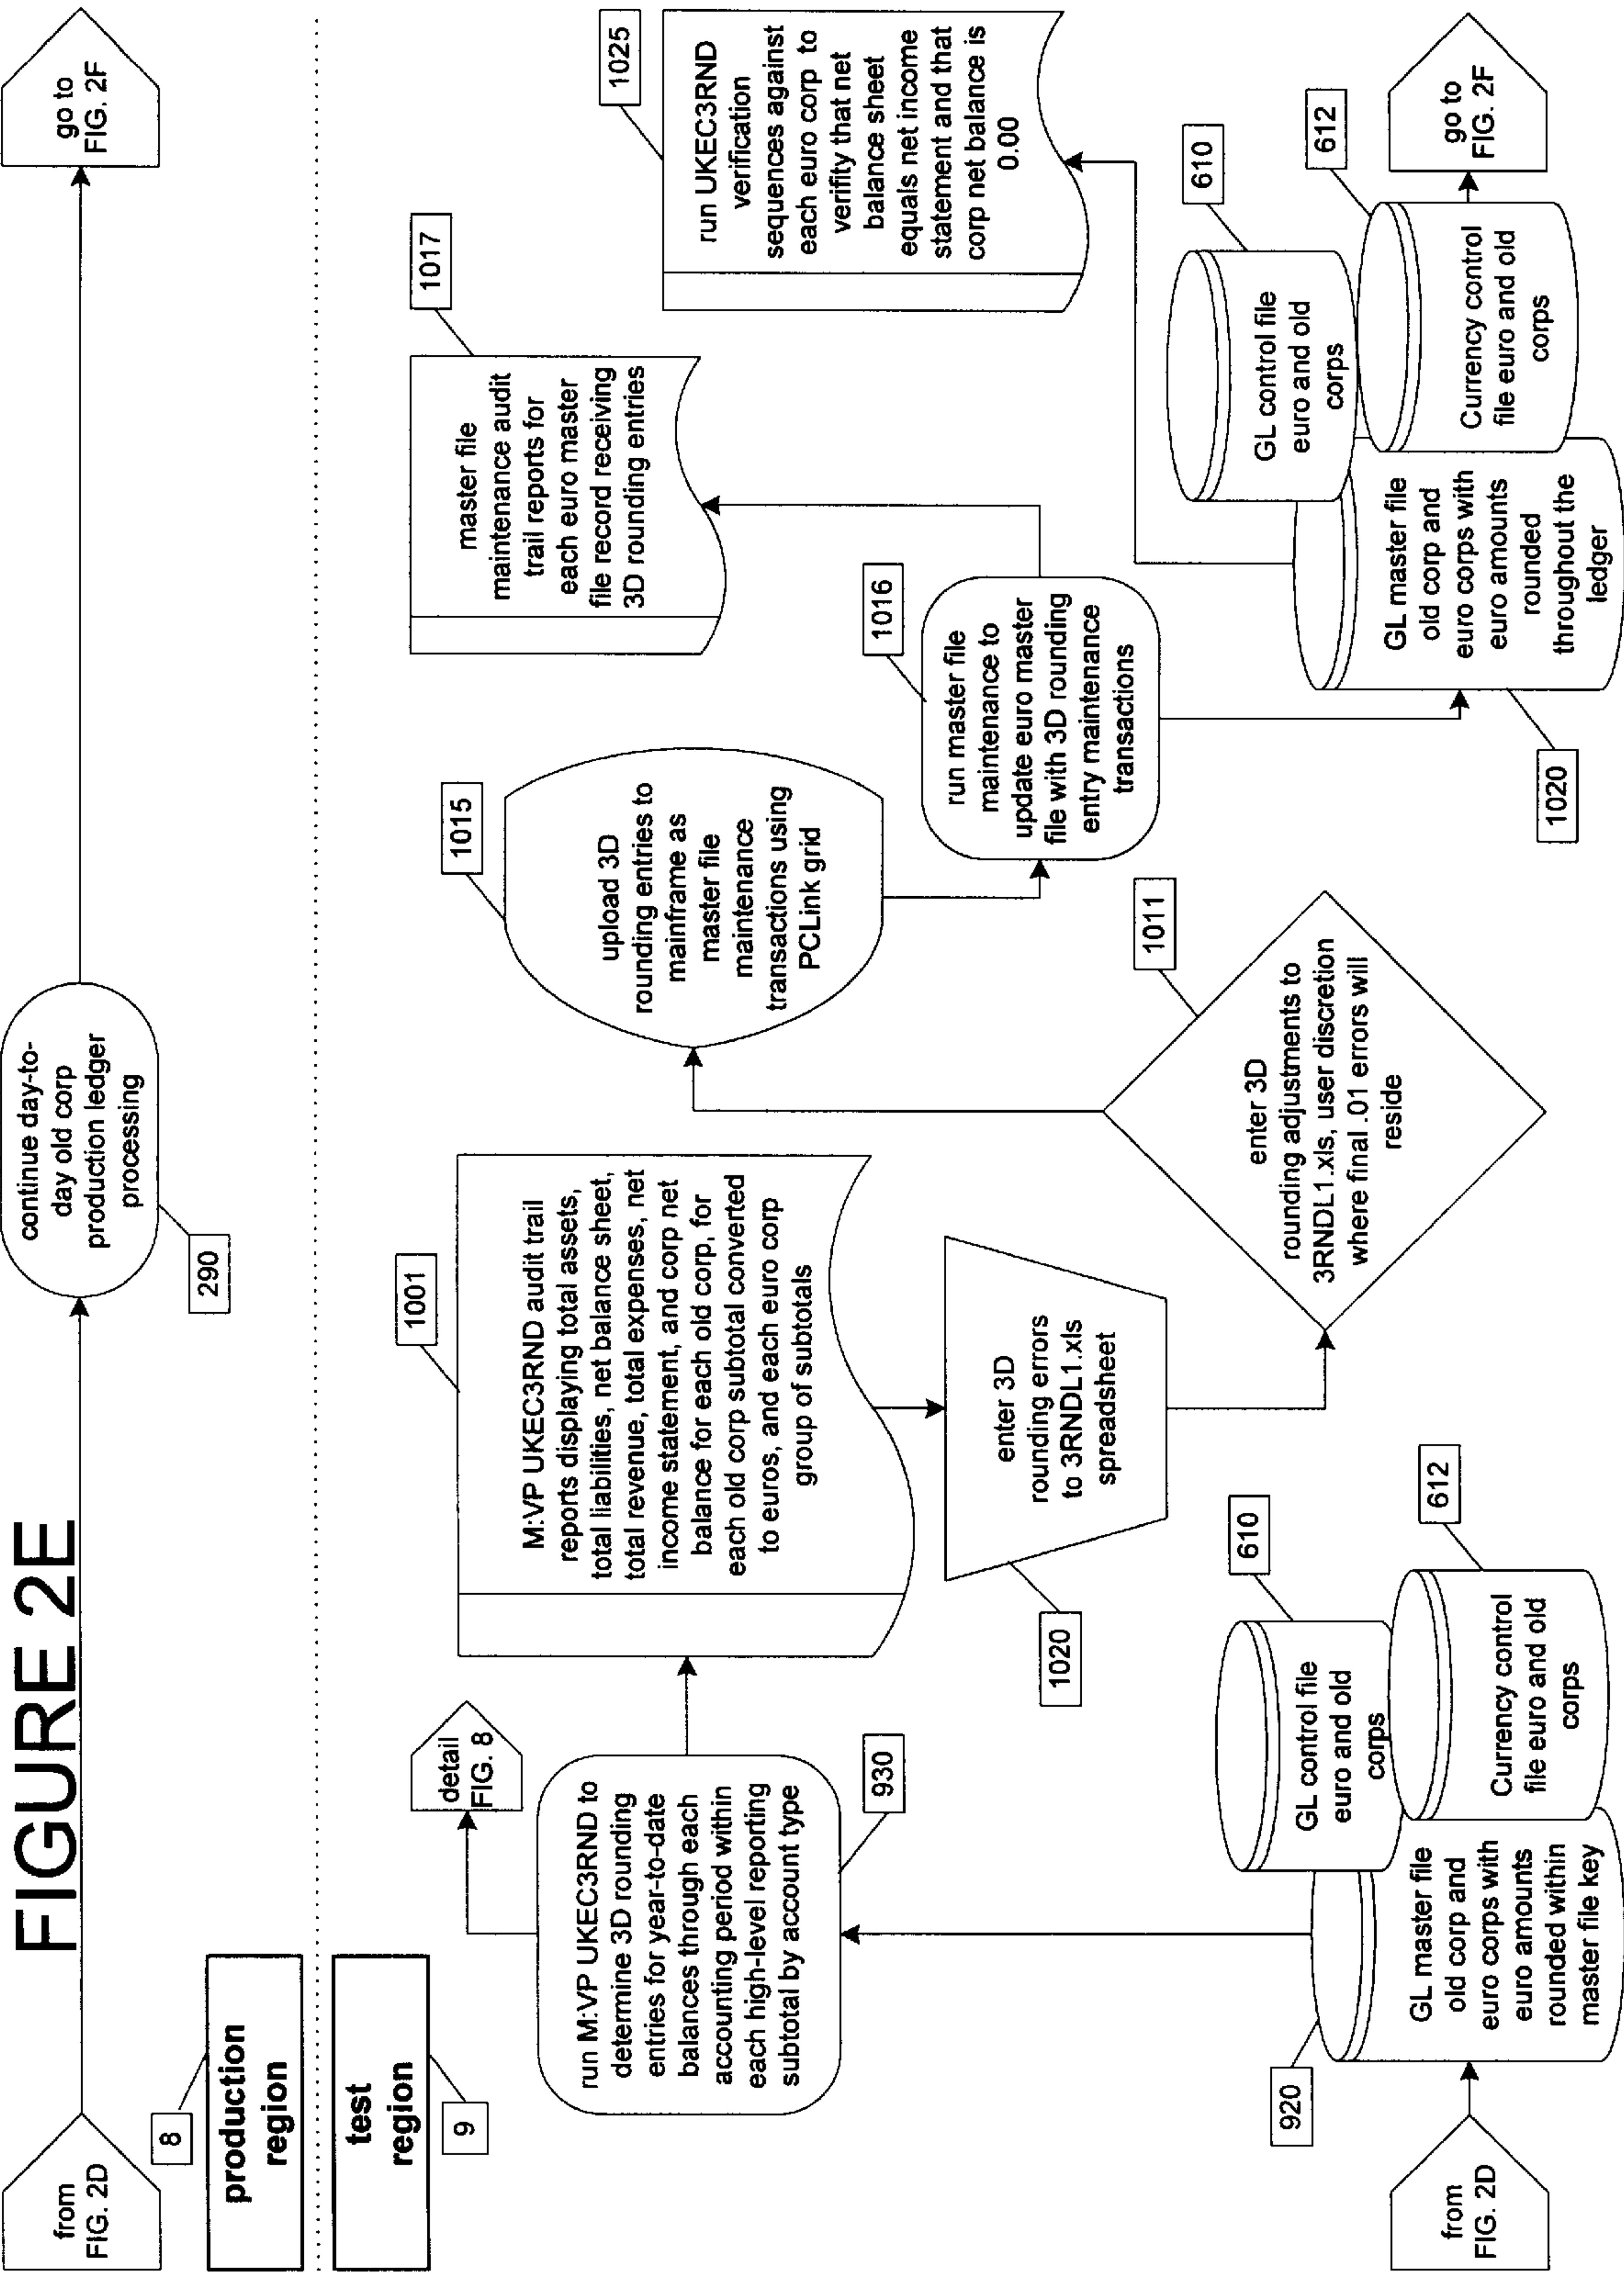 FIGURE 2E
from
FIG. 2D
continue day-to-
day old corp
production ledger
processing
290
go to
FIG. 2F
8
production
region
test
region
9
detail
FIG. 8
run M:VP UKEC3RND to
determine 3D rounding
entries for year-to-date
balances through each
accounting period within
each high-level reporting
subtotal by account type
930
1001
M:VP UKEC3RND audit trail
reports displaying total assets,
total liabilities, net balance sheet,
total revenue, total expenses, net
income statement, and corp net
balance for each old corp, for
each old corp subtotal converted
to euros, and each euro corp
group of subtotals
enter 3D
rounding errors
to 3RNDL1.xls
spreadsheet
1020
1011
enter 3D
rounding adjustments to
3RNDL1.xls, user discretion
where final .01 errors will
reside
1015
upload 3D
rounding entries to
mainframe as
master file
maintenance
transactions using
PCLink grid
1016
run master file
maintenance to
update euro master
file with 3D rounding
entry maintenance
transactions
1017
master file
maintenance audit
trail reports for
each euro master
file record receiving
3D rounding entries
1025
run UKEC3RND
verification
sequences against
each euro corp to
verifity that net
balance sheet
equals net income
statement and that
corp net balance is
0.00
from
FIG. 2D
920
GL master file
old corp and
euro corps with
euro amounts
rounded within
master file key
610
GL control file
euro and old
corps
612
Currency control
file euro and old
corps
1020
GL master file
old corp and
euro corps with
euro amounts
rounded
throughout the
ledger
610
GL control file
euro and old
corps
612
Currency control
file euro and old
corps
go to
FIG. 2F